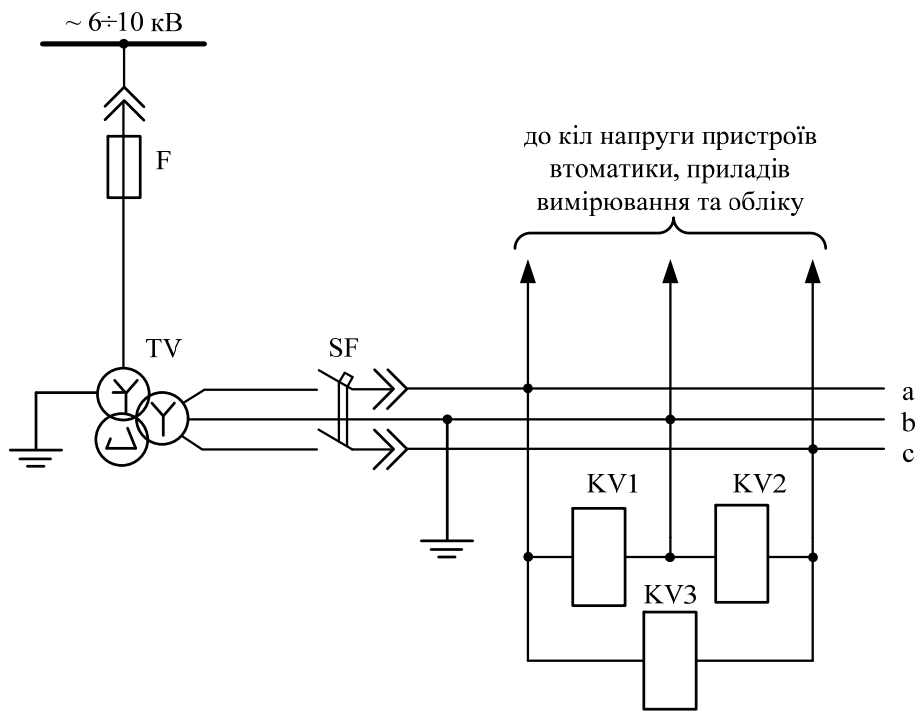 ~ 6÷10 кВ
F
до кіл напруги пристроїв
втоматики, приладів
вимірювання та обліку
TV
SF
a
b
c
KV1
KV2
KV3